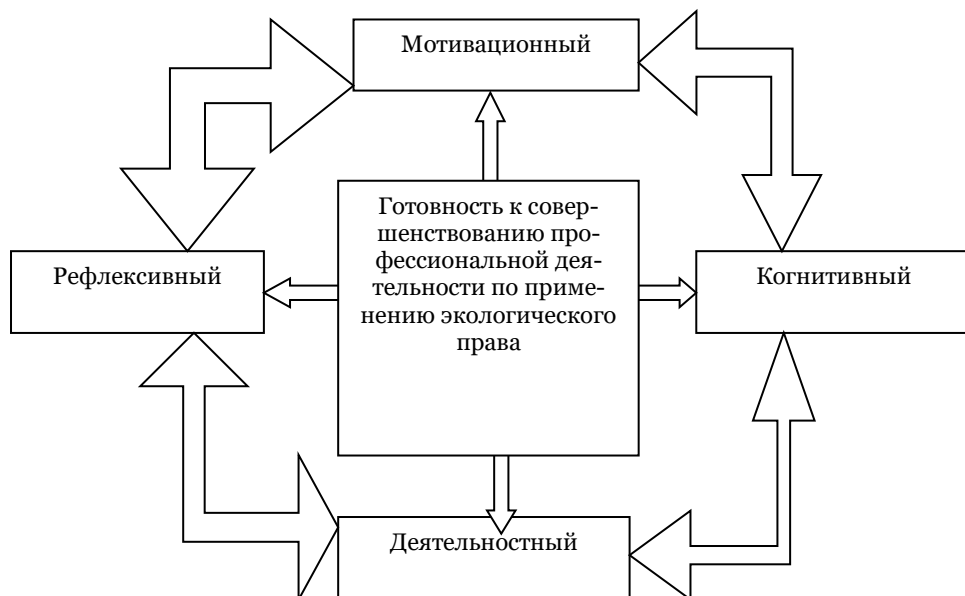 Мотивационный
Готовность к совер-
шенствованию про-
фессиональной дея-
тельности по приме-
нению экологического
права
Рефлексивный
Когнитивный
Деятельностный